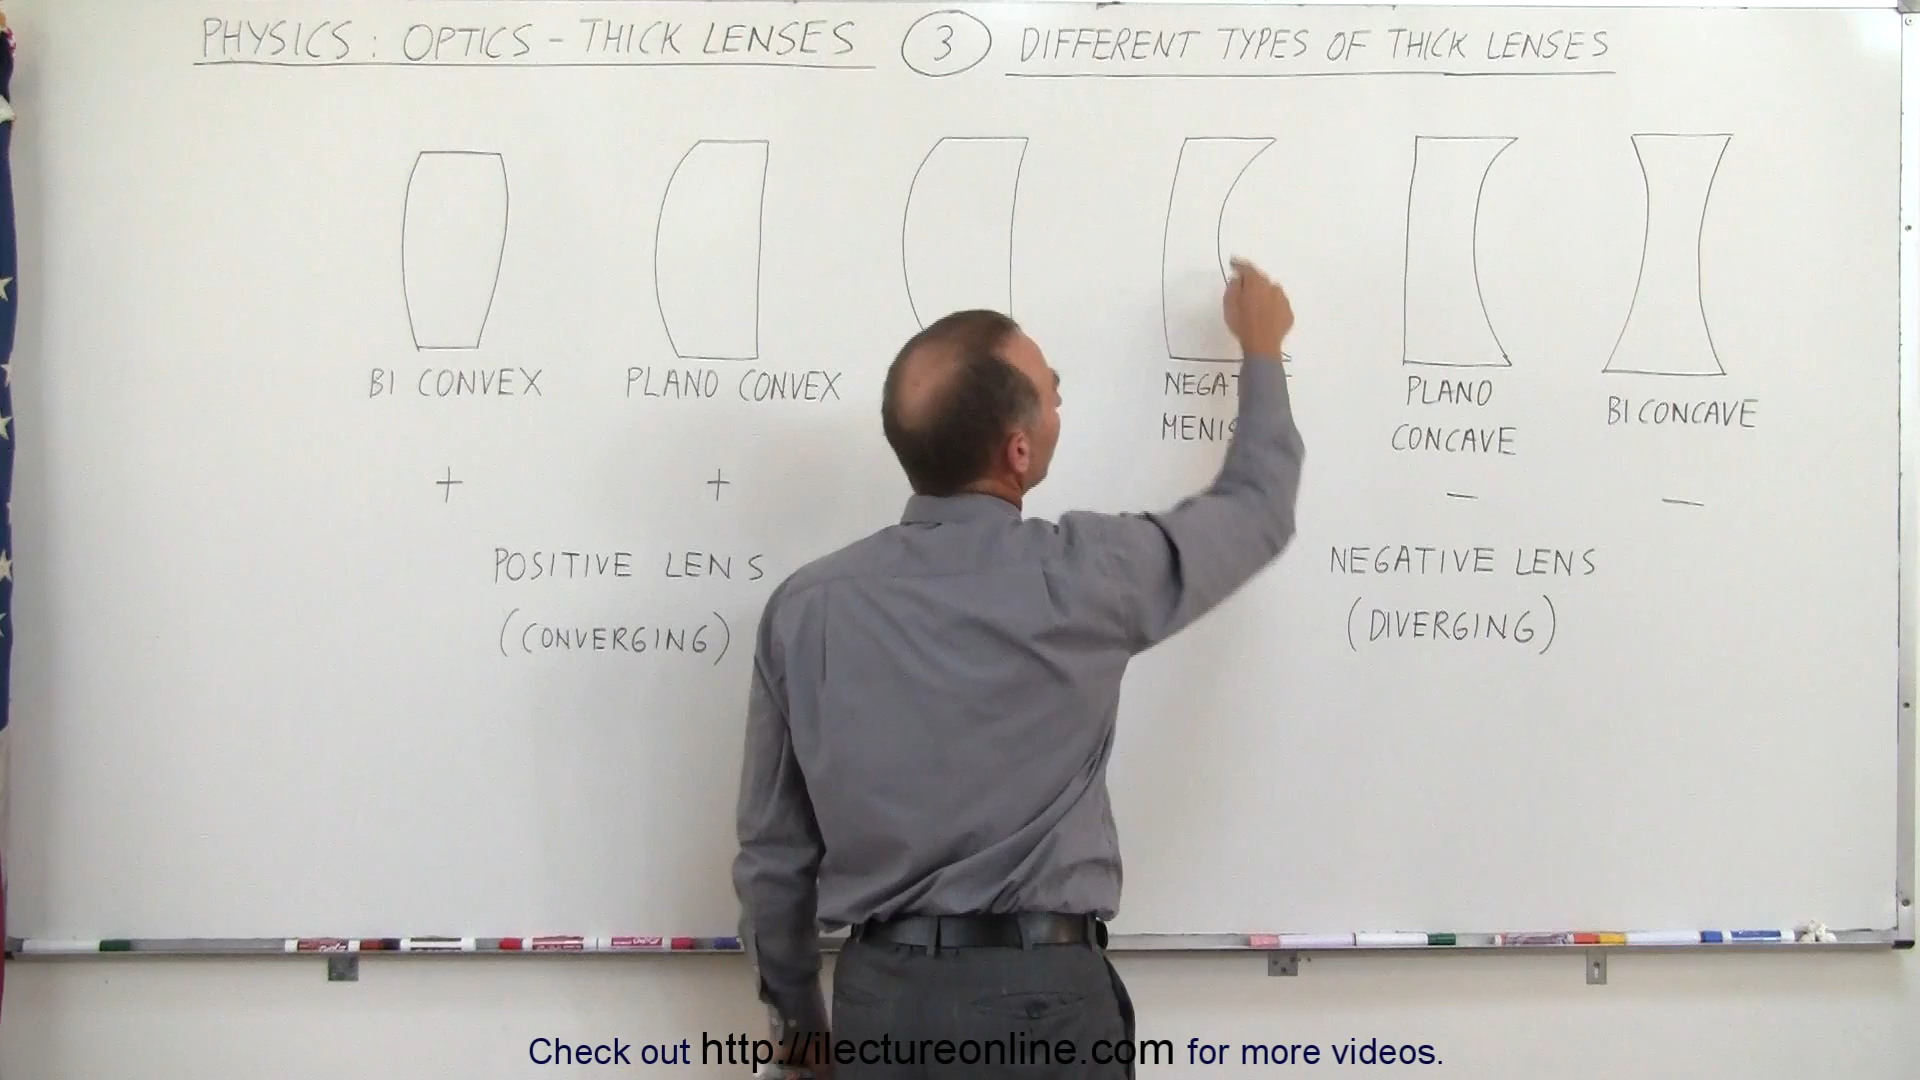 PHYSICS: OPTICS - THICK LENSES 3 DIFFERENT TYPES OF THICK LENSES
BI CONVEX
PLANO CONVEX
PLANO
CONCAVE
BI CONCAVE
+
+
—
—
POSITIVE LENS
(CONVERGING)
NEGATIVE LENS
(DIVERGING)
Check out http://ilectureonline.com for more videos.